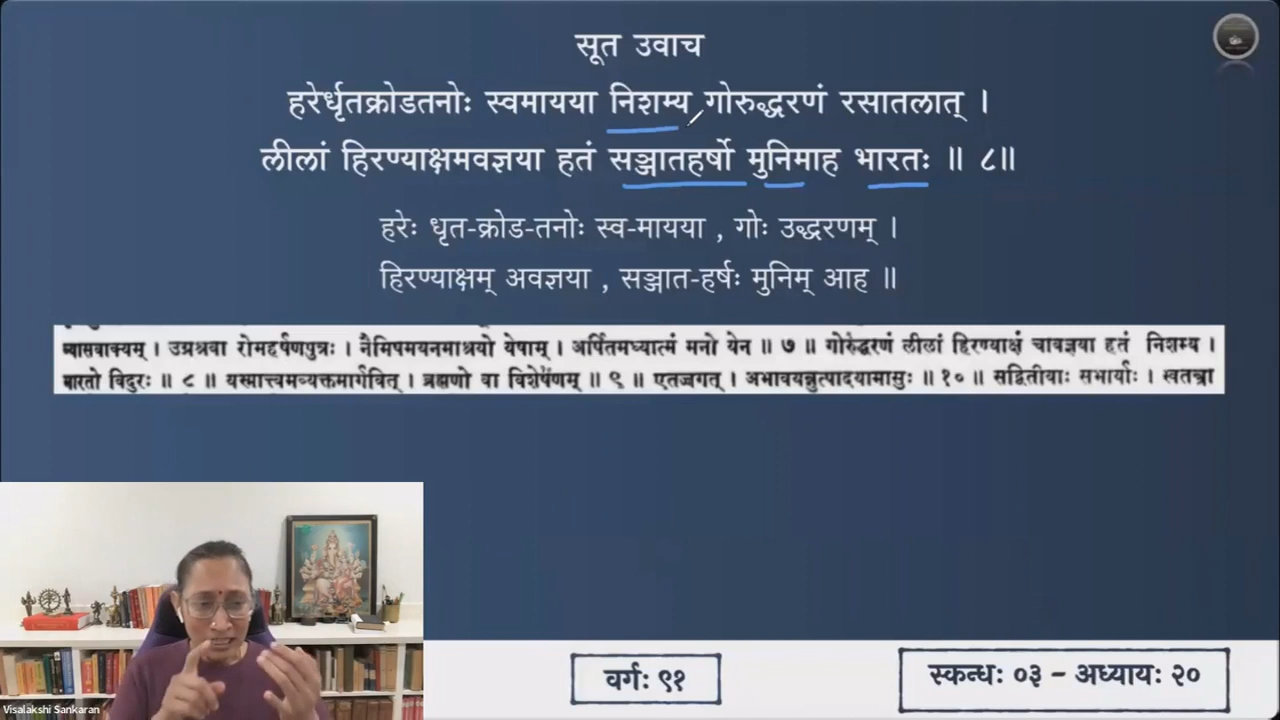 सूत उवाच
हरेर्धृतक्रोडतनोः स्वमायया निशम्य गोरुद्धरणं रसातलात् ।
लीलां हिरण्याक्षमवज्ञया हतं सञ्जातहर्षो मुनिमाह भारतः ॥ ८॥
हरेः धृत-क्रोड-तनोः स्व-मायया , गोः उद्धरणम् ।
हिरण्याक्षम् अवज्ञया , सञ्जात-हर्षः मुनिम् आह ॥
व्यासवाक्यम् । उग्रश्रवा रोमहर्षणपुत्रः । नैमिषमयनमाश्रयो येषाम् । अर्पितमध्यात्मं मनो येन ॥ ७ ॥ गोरुद्धरणं लीलां हिरण्याक्षं चावज्ञया हतं निशम्य ।
भारतो विदुरः ॥ ८ ॥ यस्मात्त्वमव्यक्तमार्गवित् । ब्रह्मणो वा विशेषणम् ॥ ९ ॥ एतज्जगत् । अभावयन्नुत्पादयामासुः ॥ १० ॥ सद्वितीयाः सभार्याः । स्वतन्त्रा
Visalakshi Sankaran
वर्गः ९१
स्कन्धः ०३ – अध्यायः २०